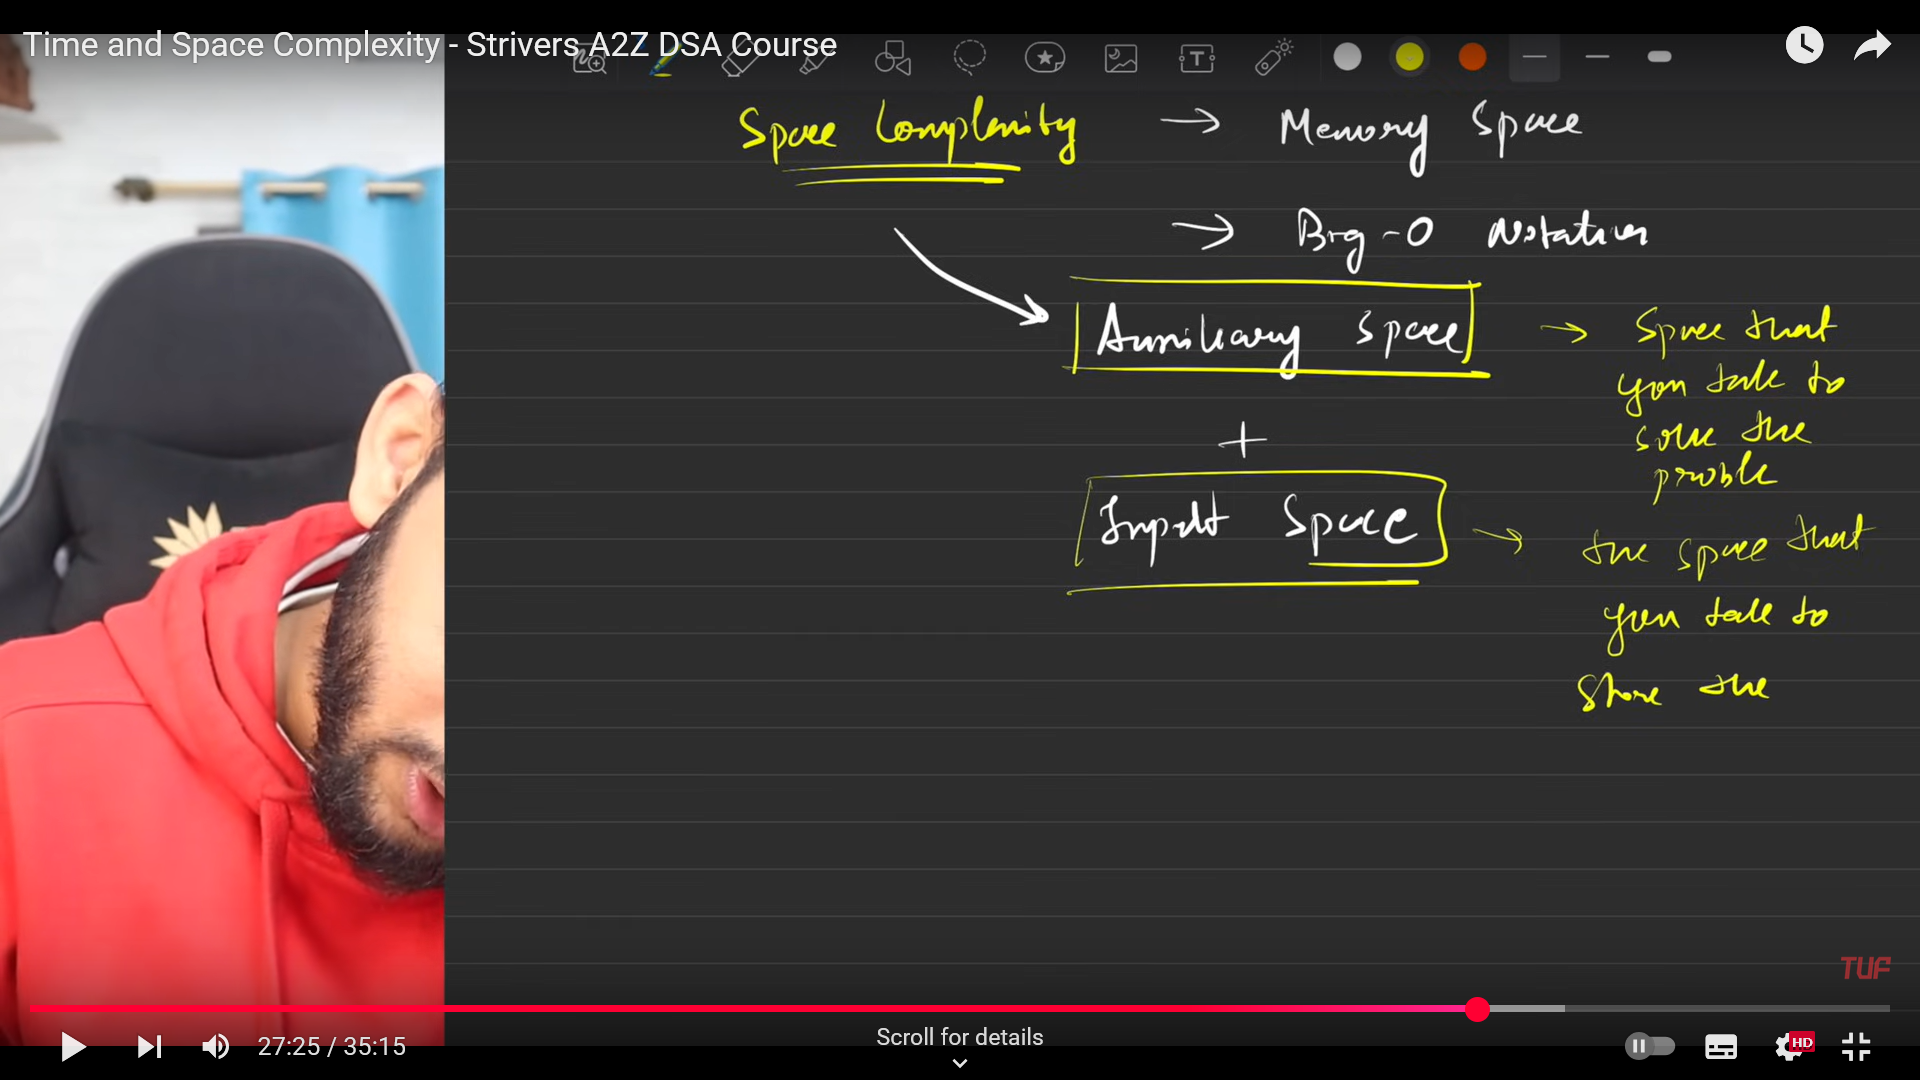 Time and Space Complexity - Strivers A2Z DSA Course
Space Complexity → Memory Space
→ Big-O Notation
Auxiliary Space → Space that
you take to
solve the
proble
+
Input Space → the space that
you take to
store the
TUF
27:25 / 35:15
Scroll for details
HD